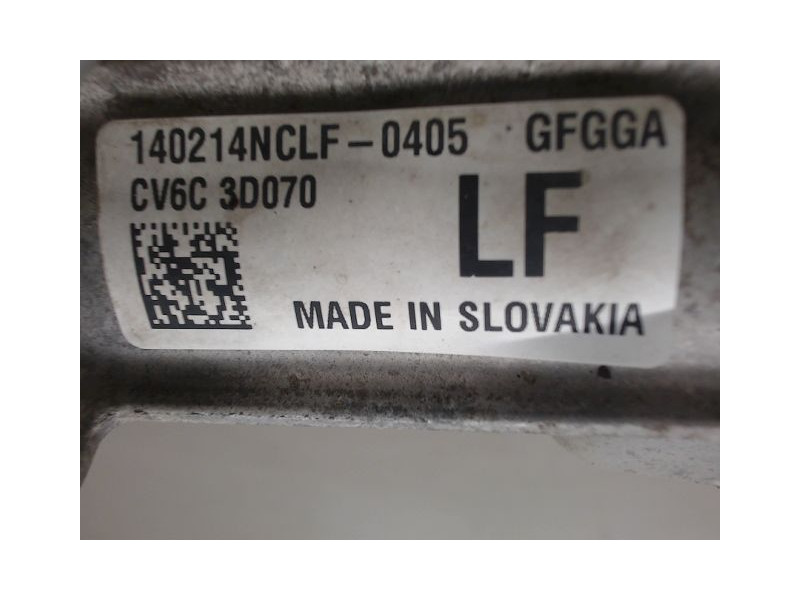 140214NCLF-0405 GFGGA
CV6C 3D070
LF
MADE IN SLOVAKIA